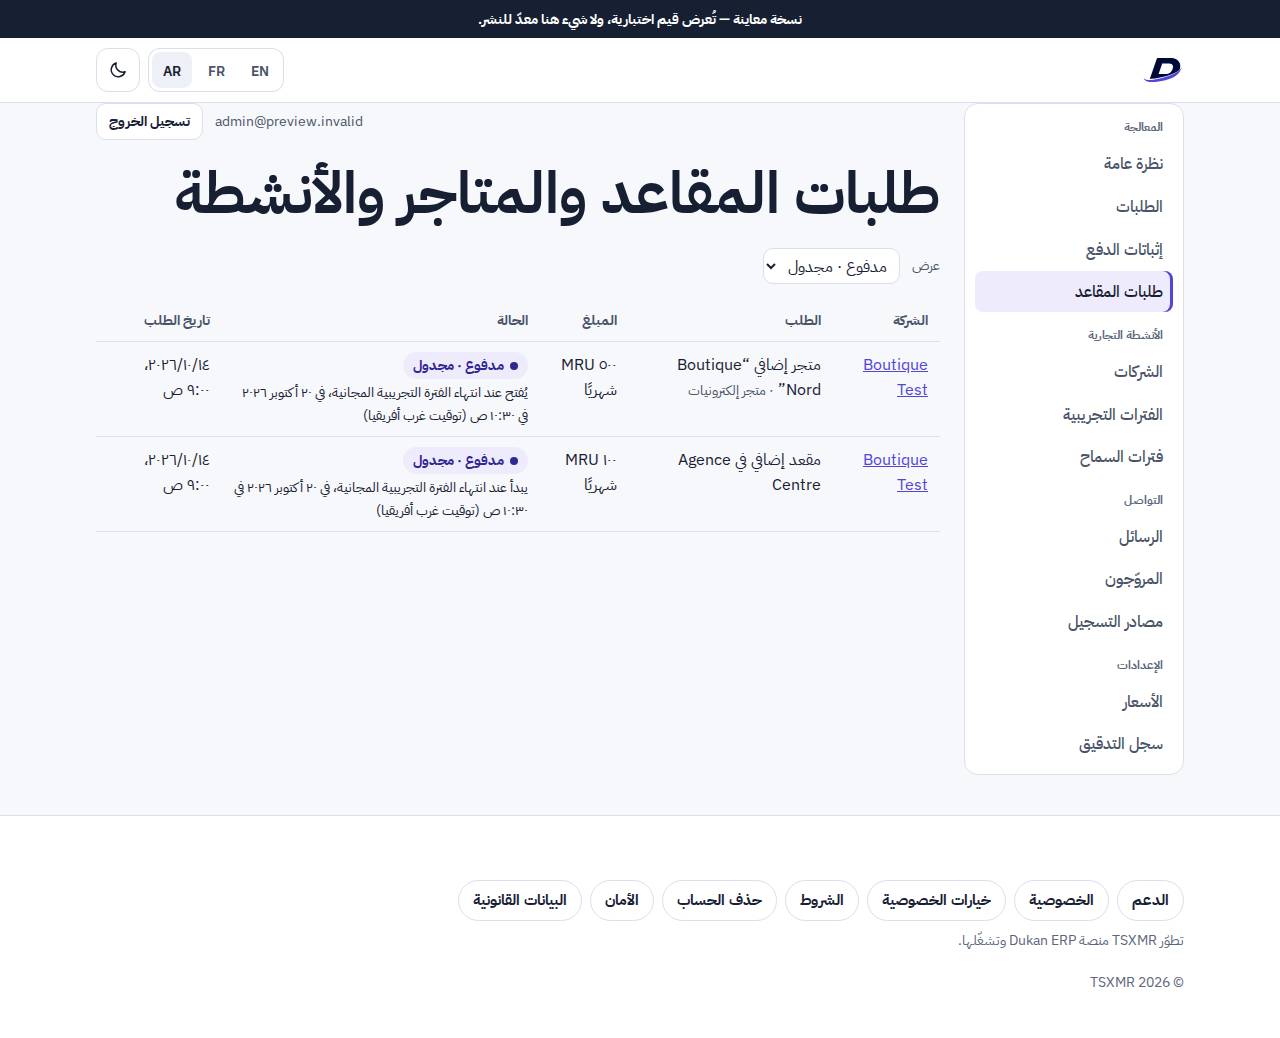 نسخة معاينة — تُعرض قيم اختبارية، ولا شيء هنا معدّ للنشر.
EN FR AR
المعالجة
نظرة عامة
الطلبات
إثباتات الدفع
طلبات المقاعد
الأنشطة التجارية
الشركات
الفترات التجريبية
فترات السماح
التواصل
الرسائل
المروّجون
مصادر التسجيل
الإعدادات
الأسعار
سجل التدقيق
admin@preview.invalid تسجيل الخروج
طلبات المقاعد والمتاجر والأنشطة
عرض مدفوع · مجدول
الشركة الطلب المبلغ الحالة تاريخ الطلب
Boutique Test
متجر إضافي “Boutique
Nord” · متجر إلكترونيات
٥٠٠ MRU
شهريًا
مدفوع · مجدول
يُفتح عند انتهاء الفترة التجريبية المجانية، في ٢٠ أكتوبر ٢٠٢٦
في ١٠:٣٠ ص (توقيت غرب أفريقيا)
٢٠٢٦/١٠/١٤،
٩:٠٠ ص
Boutique Test
مقعد إضافي في Agence
Centre
١٠٠ MRU
شهريًا
مدفوع · مجدول
يبدأ عند انتهاء الفترة التجريبية المجانية، في ٢٠ أكتوبر ٢٠٢٦ في
١٠:٣٠ ص (توقيت غرب أفريقيا)
٢٠٢٦/١٠/١٤،
٩:٠٠ ص
الدعم الخصوصية خيارات الخصوصية الشروط حذف الحساب الأمان البيانات القانونية
تطوّر TSXMR منصة Dukan ERP وتشغّلها.
© 2026 TSXMR